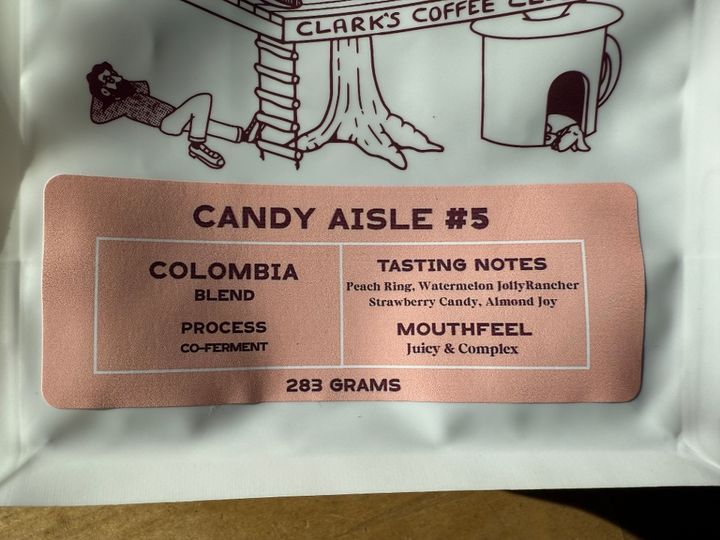 CLARK'S COFFEE
CANDY AISLE #5
COLOMBIA
BLEND
PROCESS
CO-FERMENT
TASTING NOTES
Peach Ring, Watermelon JollyRancher
Strawberry Candy, Almond Joy
MOUTHFEEL
Juicy & Complex
283 GRAMS